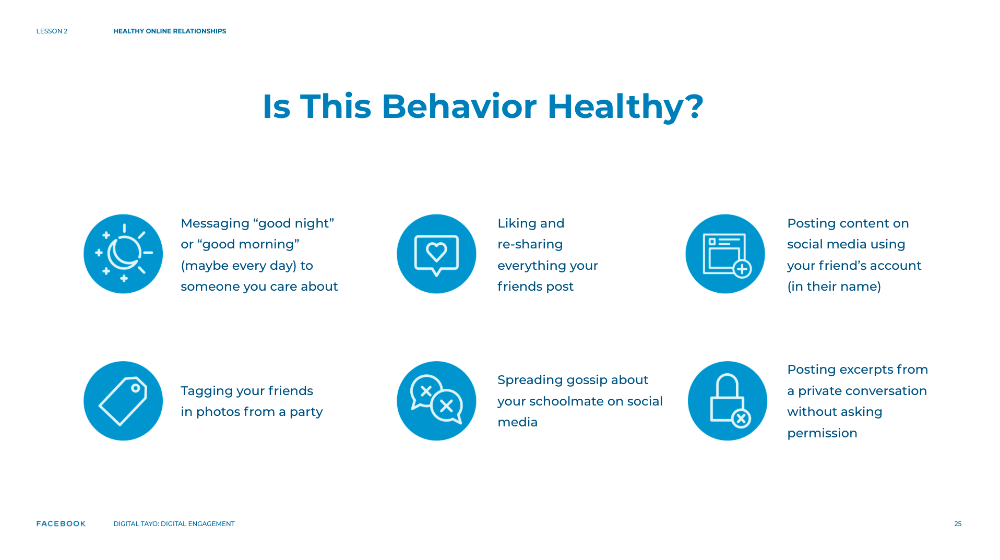 LESSON 2
HEALTHY ONLINE RELATIONSHIPS
Is This Behavior Healthy?
Messaging “good night”
or “good morning”
(maybe every day) to
someone you care about
Liking and
re-sharing
everything your
friends post
Posting content on
social media using
your friend’s account
(in their name)
Tagging your friends
in photos from a party
Spreading gossip about
your schoolmate on social
media
Posting excerpts from
a private conversation
without asking
permission
FACEBOOK
DIGITAL TAYO: DIGITAL ENGAGEMENT
25